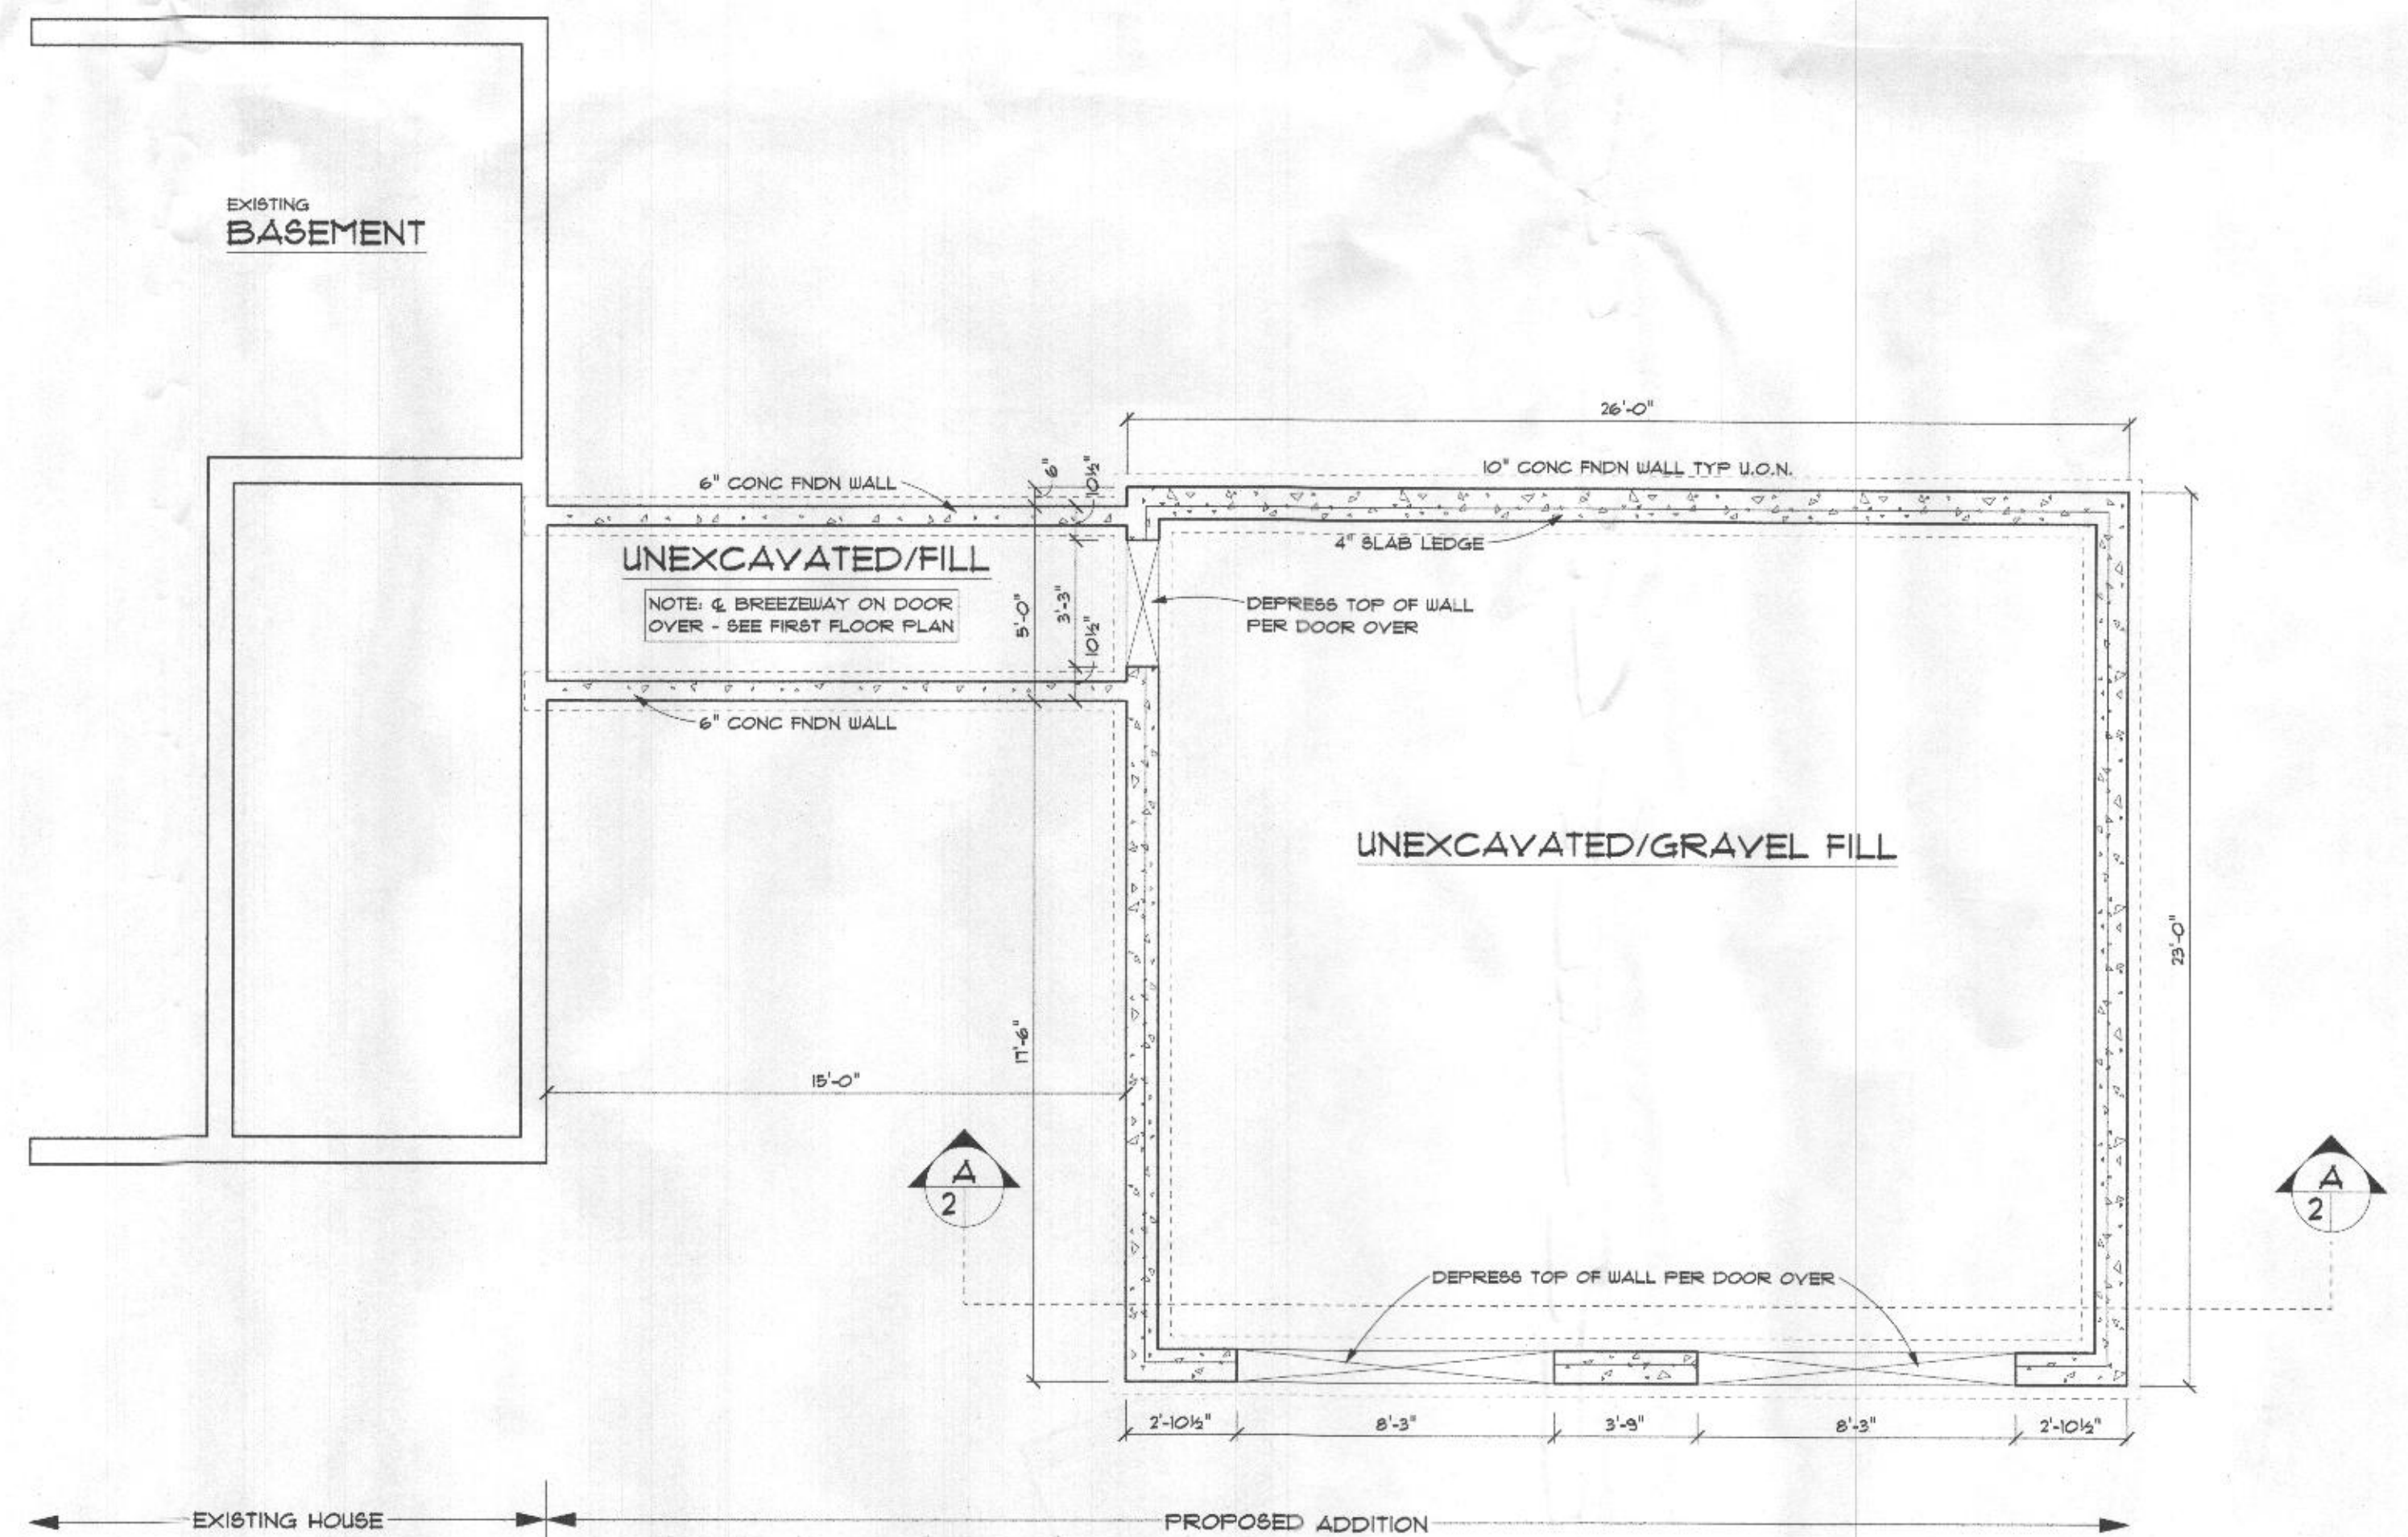 EXISTING
BASEMENT
26'-0"
10" CONC FNDN WALL TYP U.O.N.
6" CONC FNDN WALL
6"
10½"
4" SLAB LEDGE
UNEXCAVATED/FILL
NOTE: ℄ BREEZEWAY ON DOOR
OVER - SEE FIRST FLOOR PLAN
5'-0"
3'-3"
10½"
DEPRESS TOP OF WALL
PER DOOR OVER
6" CONC FNDN WALL
UNEXCAVATED/GRAVEL FILL
23'-0"
17'-6"
15'-0"
A
2
A
2
DEPRESS TOP OF WALL PER DOOR OVER
2'-10½"
8'-3"
3'-9"
8'-3"
2'-10½"
EXISTING HOUSE
PROPOSED ADDITION